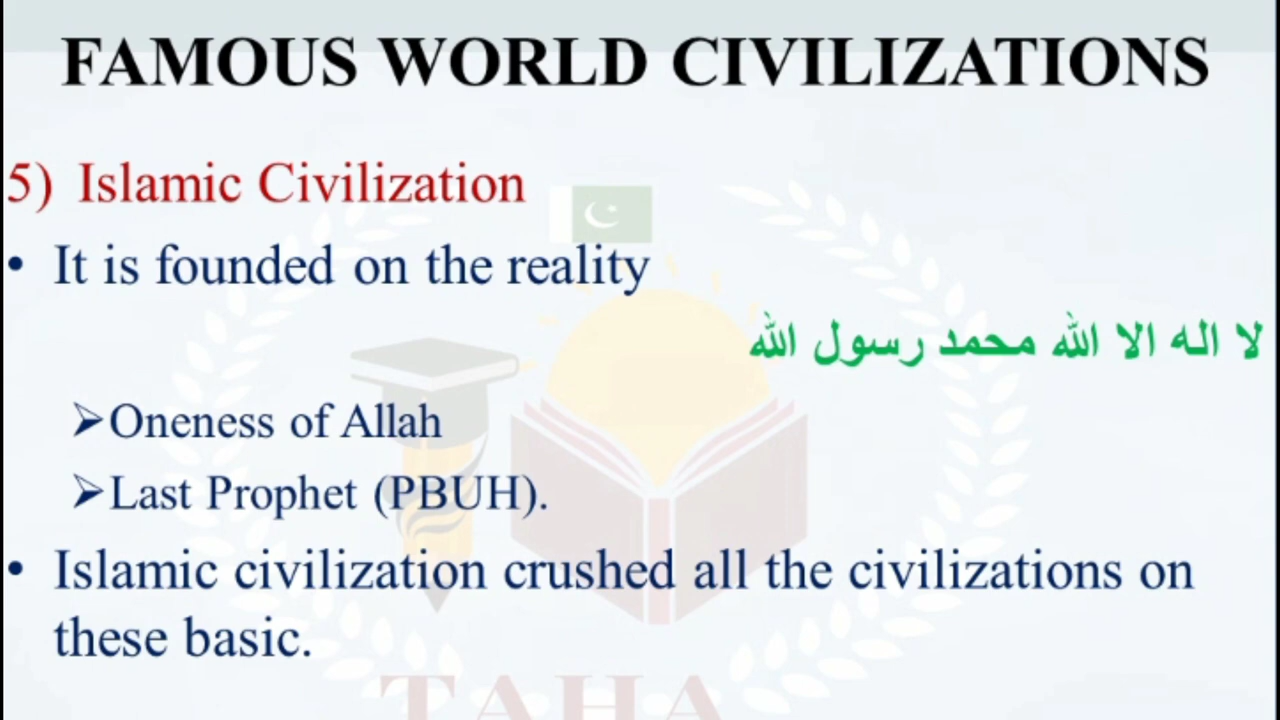 FAMOUS WORLD CIVILIZATIONS
5) Islamic Civilization
• It is founded on the reality
لا اله الا الله محمد رسول الله
➢Oneness of Allah
➢Last Prophet (PBUH).
• Islamic civilization crushed all the civilizations on
these basic.
TAHA